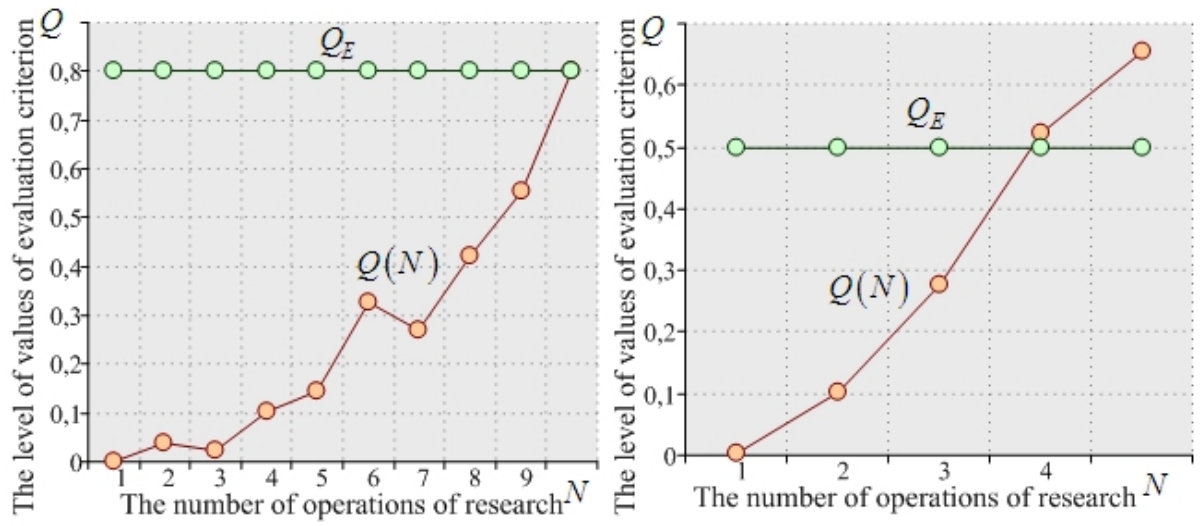 The level of values of evaluation criterion
Q
0,8
0,7
0,6
0,5
0,4
0,3
0,2
0,1
0
Q_E
Q(N)
1 2 3 4 5 6 7 8 9
The number of operations of research N
The level of values of evaluation criterion
Q
0,6
0,5
0,4
0,3
0,2
0,1
0
Q_E
Q(N)
1 2 3 4
The number of operations of research N